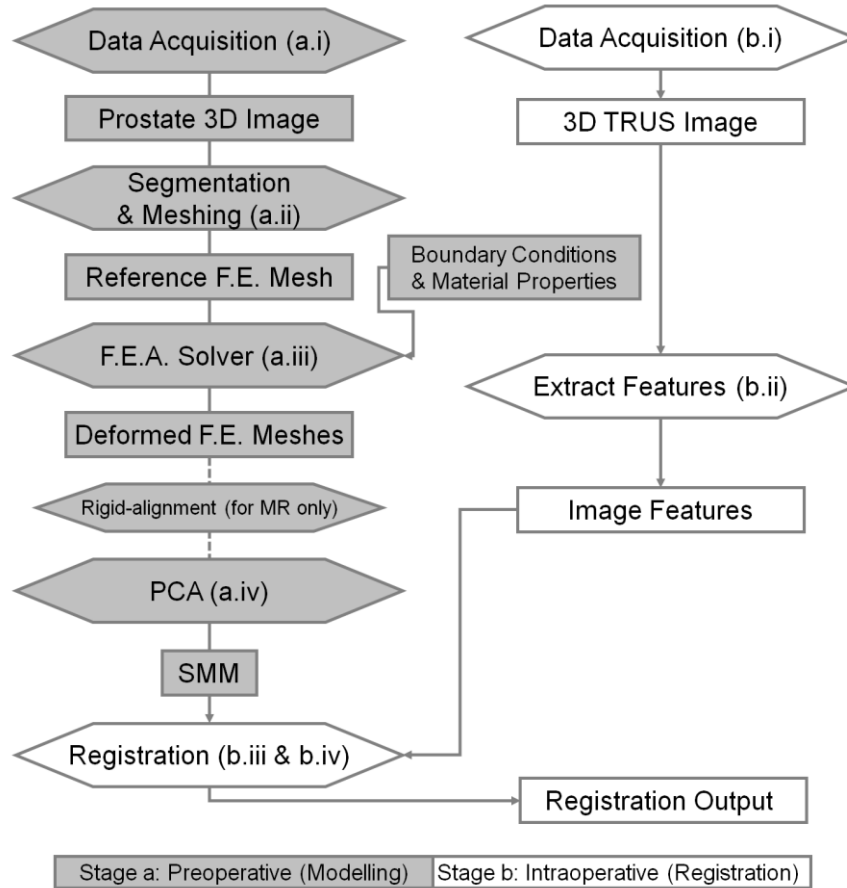 Data Acquisition (a.i)
Prostate 3D Image
Segmentation
& Meshing (a.ii)
Reference F.E. Mesh
Boundary Conditions
& Material Properties
F.E.A. Solver (a.iii)
Deformed F.E. Meshes
Rigid-alignment (for MR only)
PCA (a.iv)
SMM
Registration (b.iii & b.iv)
Data Acquisition (b.i)
3D TRUS Image
Extract Features (b.ii)
Image Features
Registration Output
Stage a: Preoperative (Modelling)
Stage b: Intraoperative (Registration)